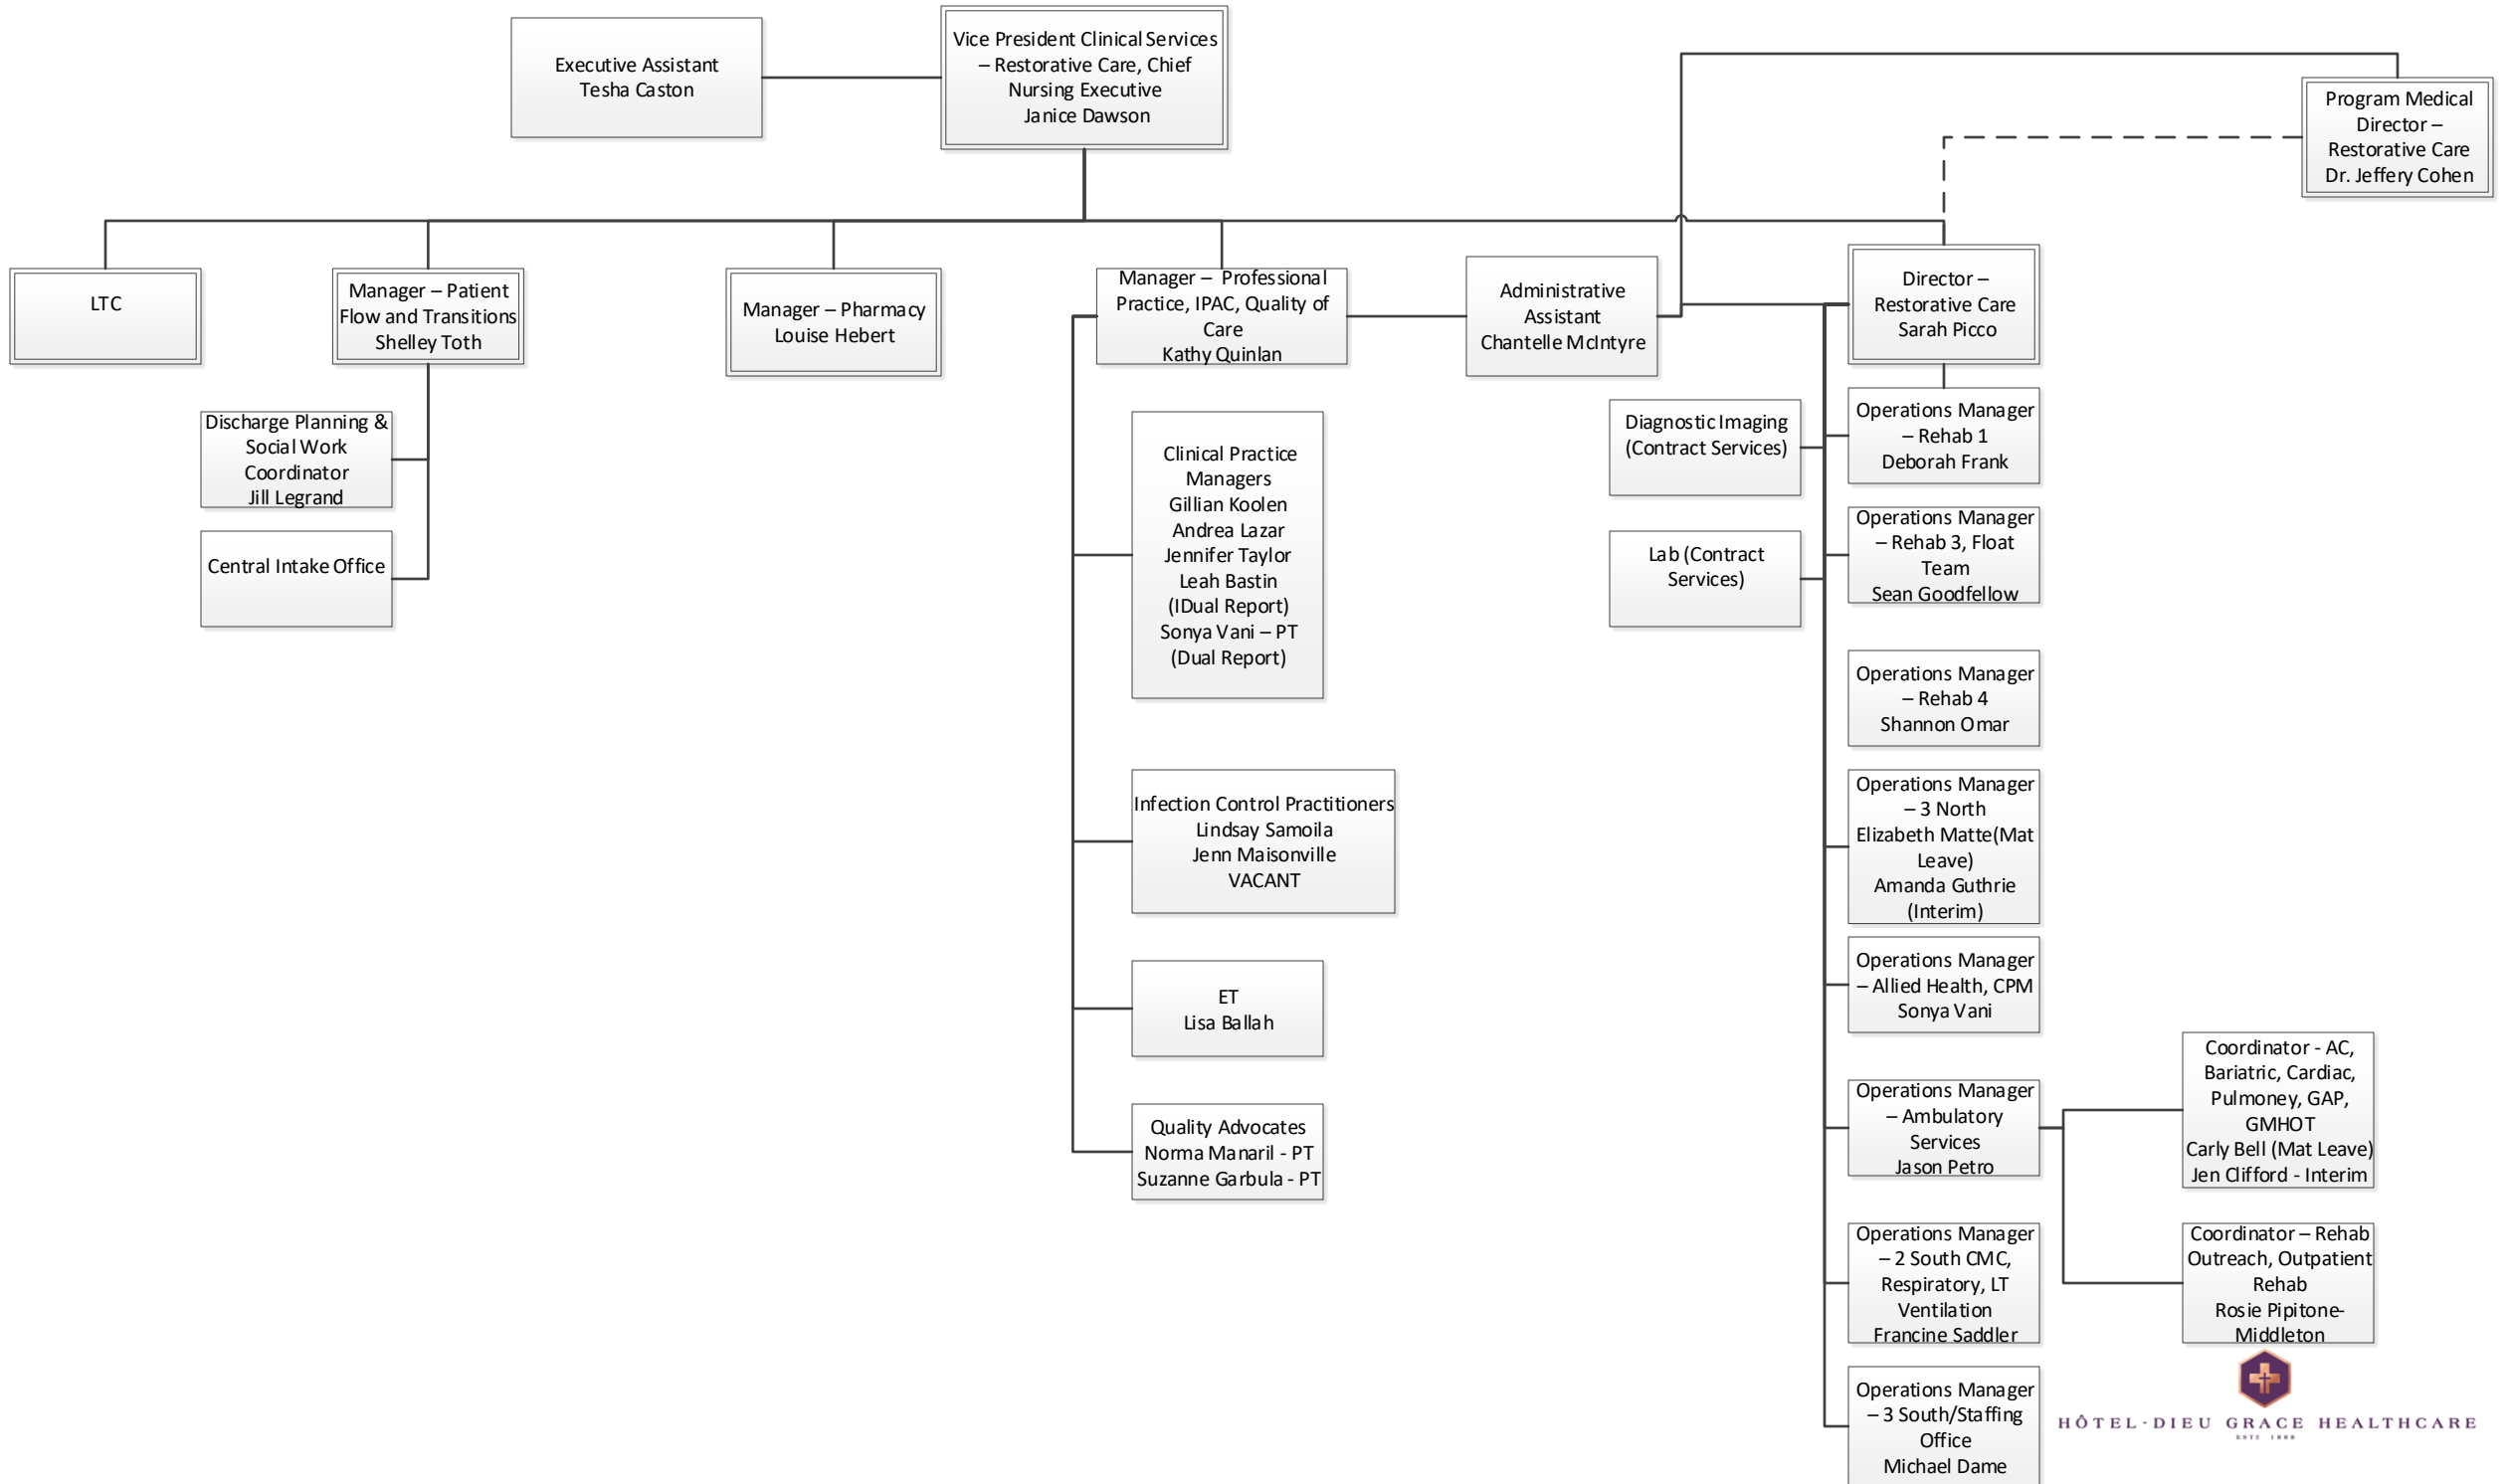 Executive Assistant
Tesha Caston
Vice President Clinical Services
– Restorative Care, Chief
Nursing Executive
Janice Dawson
Program Medical
Director –
Restorative Care
Dr. Jeffery Cohen
LTC
Manager – Patient
Flow and Transitions
Shelley Toth
Manager – Pharmacy
Louise Hebert
Manager – Professional
Practice, IPAC, Quality of
Care
Kathy Quinlan
Administrative
Assistant
Chantelle McIntyre
Director –
Restorative Care
Sarah Picco
Discharge Planning &
Social Work
Coordinator
Jill Legrand
Central Intake Office
Clinical Practice
Managers
Gillian Koolen
Andrea Lazar
Jennifer Taylor
Leah Bastin
(IDual Report)
Sonya Vani – PT
(Dual Report)
Infection Control Practitioners
Lindsay Samoila
Jenn Maisonville
VACANT
ET
Lisa Ballah
Quality Advocates
Norma Manaril - PT
Suzanne Garbula - PT
Diagnostic Imaging
(Contract Services)
Lab (Contract
Services)
Operations Manager
– Rehab 1
Deborah Frank
Operations Manager
– Rehab 3, Float
Team
Sean Goodfellow
Operations Manager
– Rehab 4
Shannon Omar
Operations Manager
– 3 North
Elizabeth Matte(Mat
Leave)
Amanda Guthrie
(Interim)
Operations Manager
– Allied Health, CPM
Sonya Vani
Operations Manager
– Ambulatory
Services
Jason Petro
Coordinator - AC,
Bariatric, Cardiac,
Pulmoney, GAP,
GMHOT
Carly Bell (Mat Leave)
Jen Clifford - Interim
Coordinator – Rehab
Outreach, Outpatient
Rehab
Rosie Pipitone-
Middleton
Operations Manager
– 2 South CMC,
Respiratory, LT
Ventilation
Francine Saddler
Operations Manager
– 3 South/Staffing
Office
Michael Dame
HÔTEL-DIEU GRACE HEALTHCARE
ESTD 1888